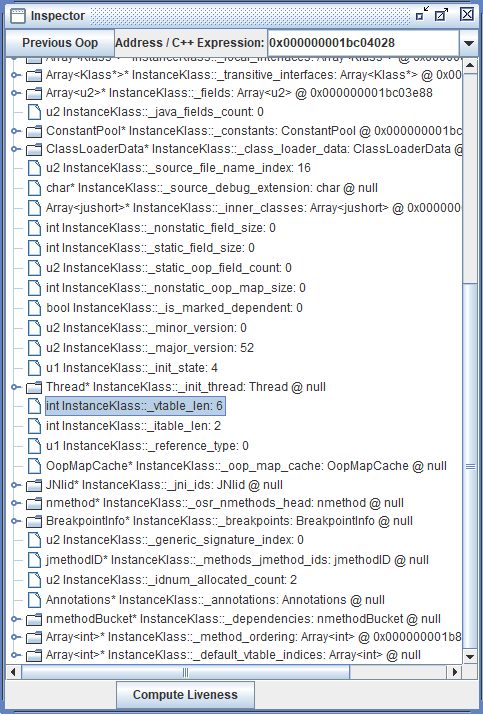 Inspector
Previous Oop Address / C++ Expression: 0x000000001bc04028
Array<Klass*>* InstanceKlass::_local_interfaces: Array<Klass*> @ 0x000
Array<Klass*>* InstanceKlass::_transitive_interfaces: Array<Klass*> @ 0x0
Array<u2>* InstanceKlass::_fields: Array<u2> @ 0x000000001bc03e88
u2 InstanceKlass::_java_fields_count: 0
ConstantPool* InstanceKlass::_constants: ConstantPool @ 0x000000001bc
ClassLoaderData* InstanceKlass::_class_loader_data: ClassLoaderData @
u2 InstanceKlass::_source_file_name_index: 16
char* InstanceKlass::_source_debug_extension: char @ null
Array<jushort>* InstanceKlass::_inner_classes: Array<jushort> @ 0x00000
int InstanceKlass::_nonstatic_field_size: 0
int InstanceKlass::_static_field_size: 0
u2 InstanceKlass::_static_oop_field_count: 0
int InstanceKlass::_nonstatic_oop_map_size: 0
bool InstanceKlass::_is_marked_dependent: 0
u2 InstanceKlass::_minor_version: 0
u2 InstanceKlass::_major_version: 52
u1 InstanceKlass::_init_state: 4
Thread* InstanceKlass::_init_thread: Thread @ null
int InstanceKlass::_vtable_len: 6
int InstanceKlass::_itable_len: 2
u1 InstanceKlass::_reference_type: 0
OopMapCache* InstanceKlass::_oop_map_cache: OopMapCache @ null
JNIid* InstanceKlass::_jni_ids: JNIid @ null
nmethod* InstanceKlass::_osr_nmethods_head: nmethod @ null
BreakpointInfo* InstanceKlass::_breakpoints: BreakpointInfo @ null
u2 InstanceKlass::_generic_signature_index: 0
jmethodID* InstanceKlass::_methods_jmethod_ids: jmethodID @ null
u2 InstanceKlass::_idnum_allocated_count: 2
Annotations* InstanceKlass::_annotations: Annotations @ null
nmethodBucket* InstanceKlass::_dependencies: nmethodBucket @ null
Array<int>* InstanceKlass::_method_ordering: Array<int> @ 0x000000001b8
Array<int>* InstanceKlass::_default_vtable_indices: Array<int> @ null
Compute Liveness